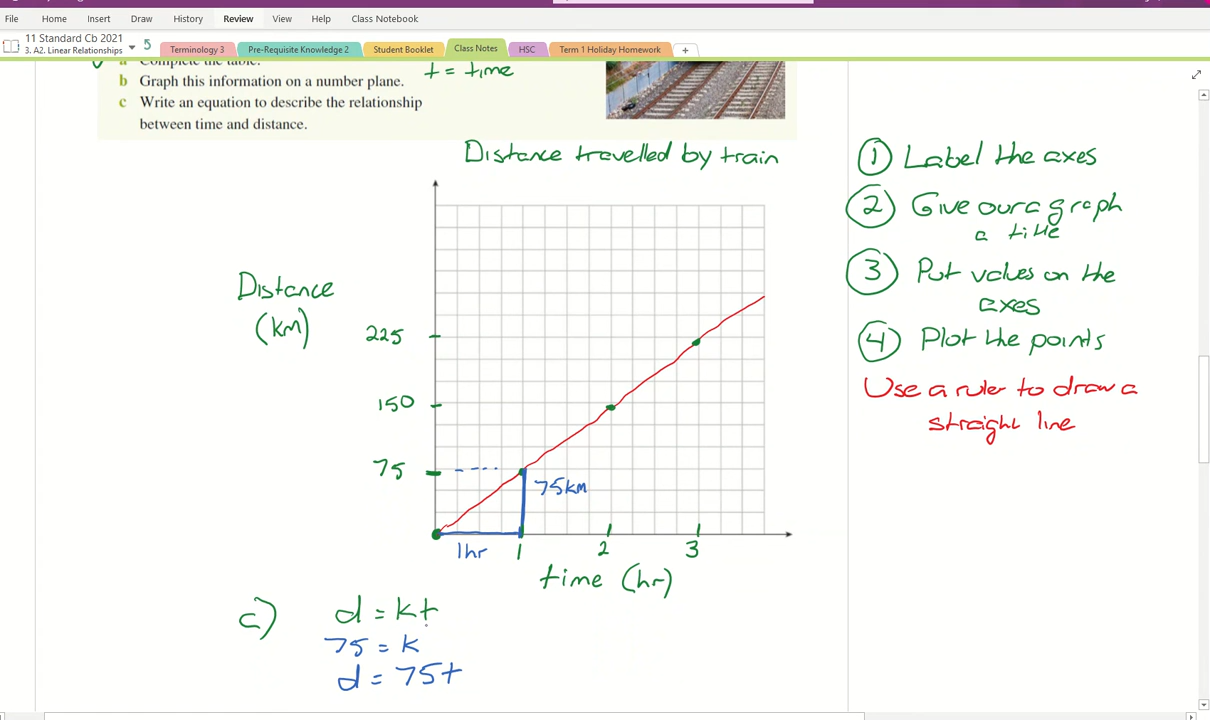 File Home Insert Draw History Review View Help Class Notebook
11 Standard Cb 2021
3. A2. Linear Relationships 5
Terminology 3 Pre-Requisite Knowledge 2 Student Booklet Class Notes HSC Term 1 Holiday Homework +
a Complete the table.
t = time
b Graph this information on a number plane.
c Write an equation to describe the relationship
between time and distance.
Distance travelled by train
Distance
(km)
225
150
75
75km
1hr 1 2 3
time (hr)
c) d = kt
75 = k
d = 75t
1 Label the axes
2 Give our a graph
a title
3 Put values on the
axes
4 Plot the points
Use a ruler to draw a
straight line